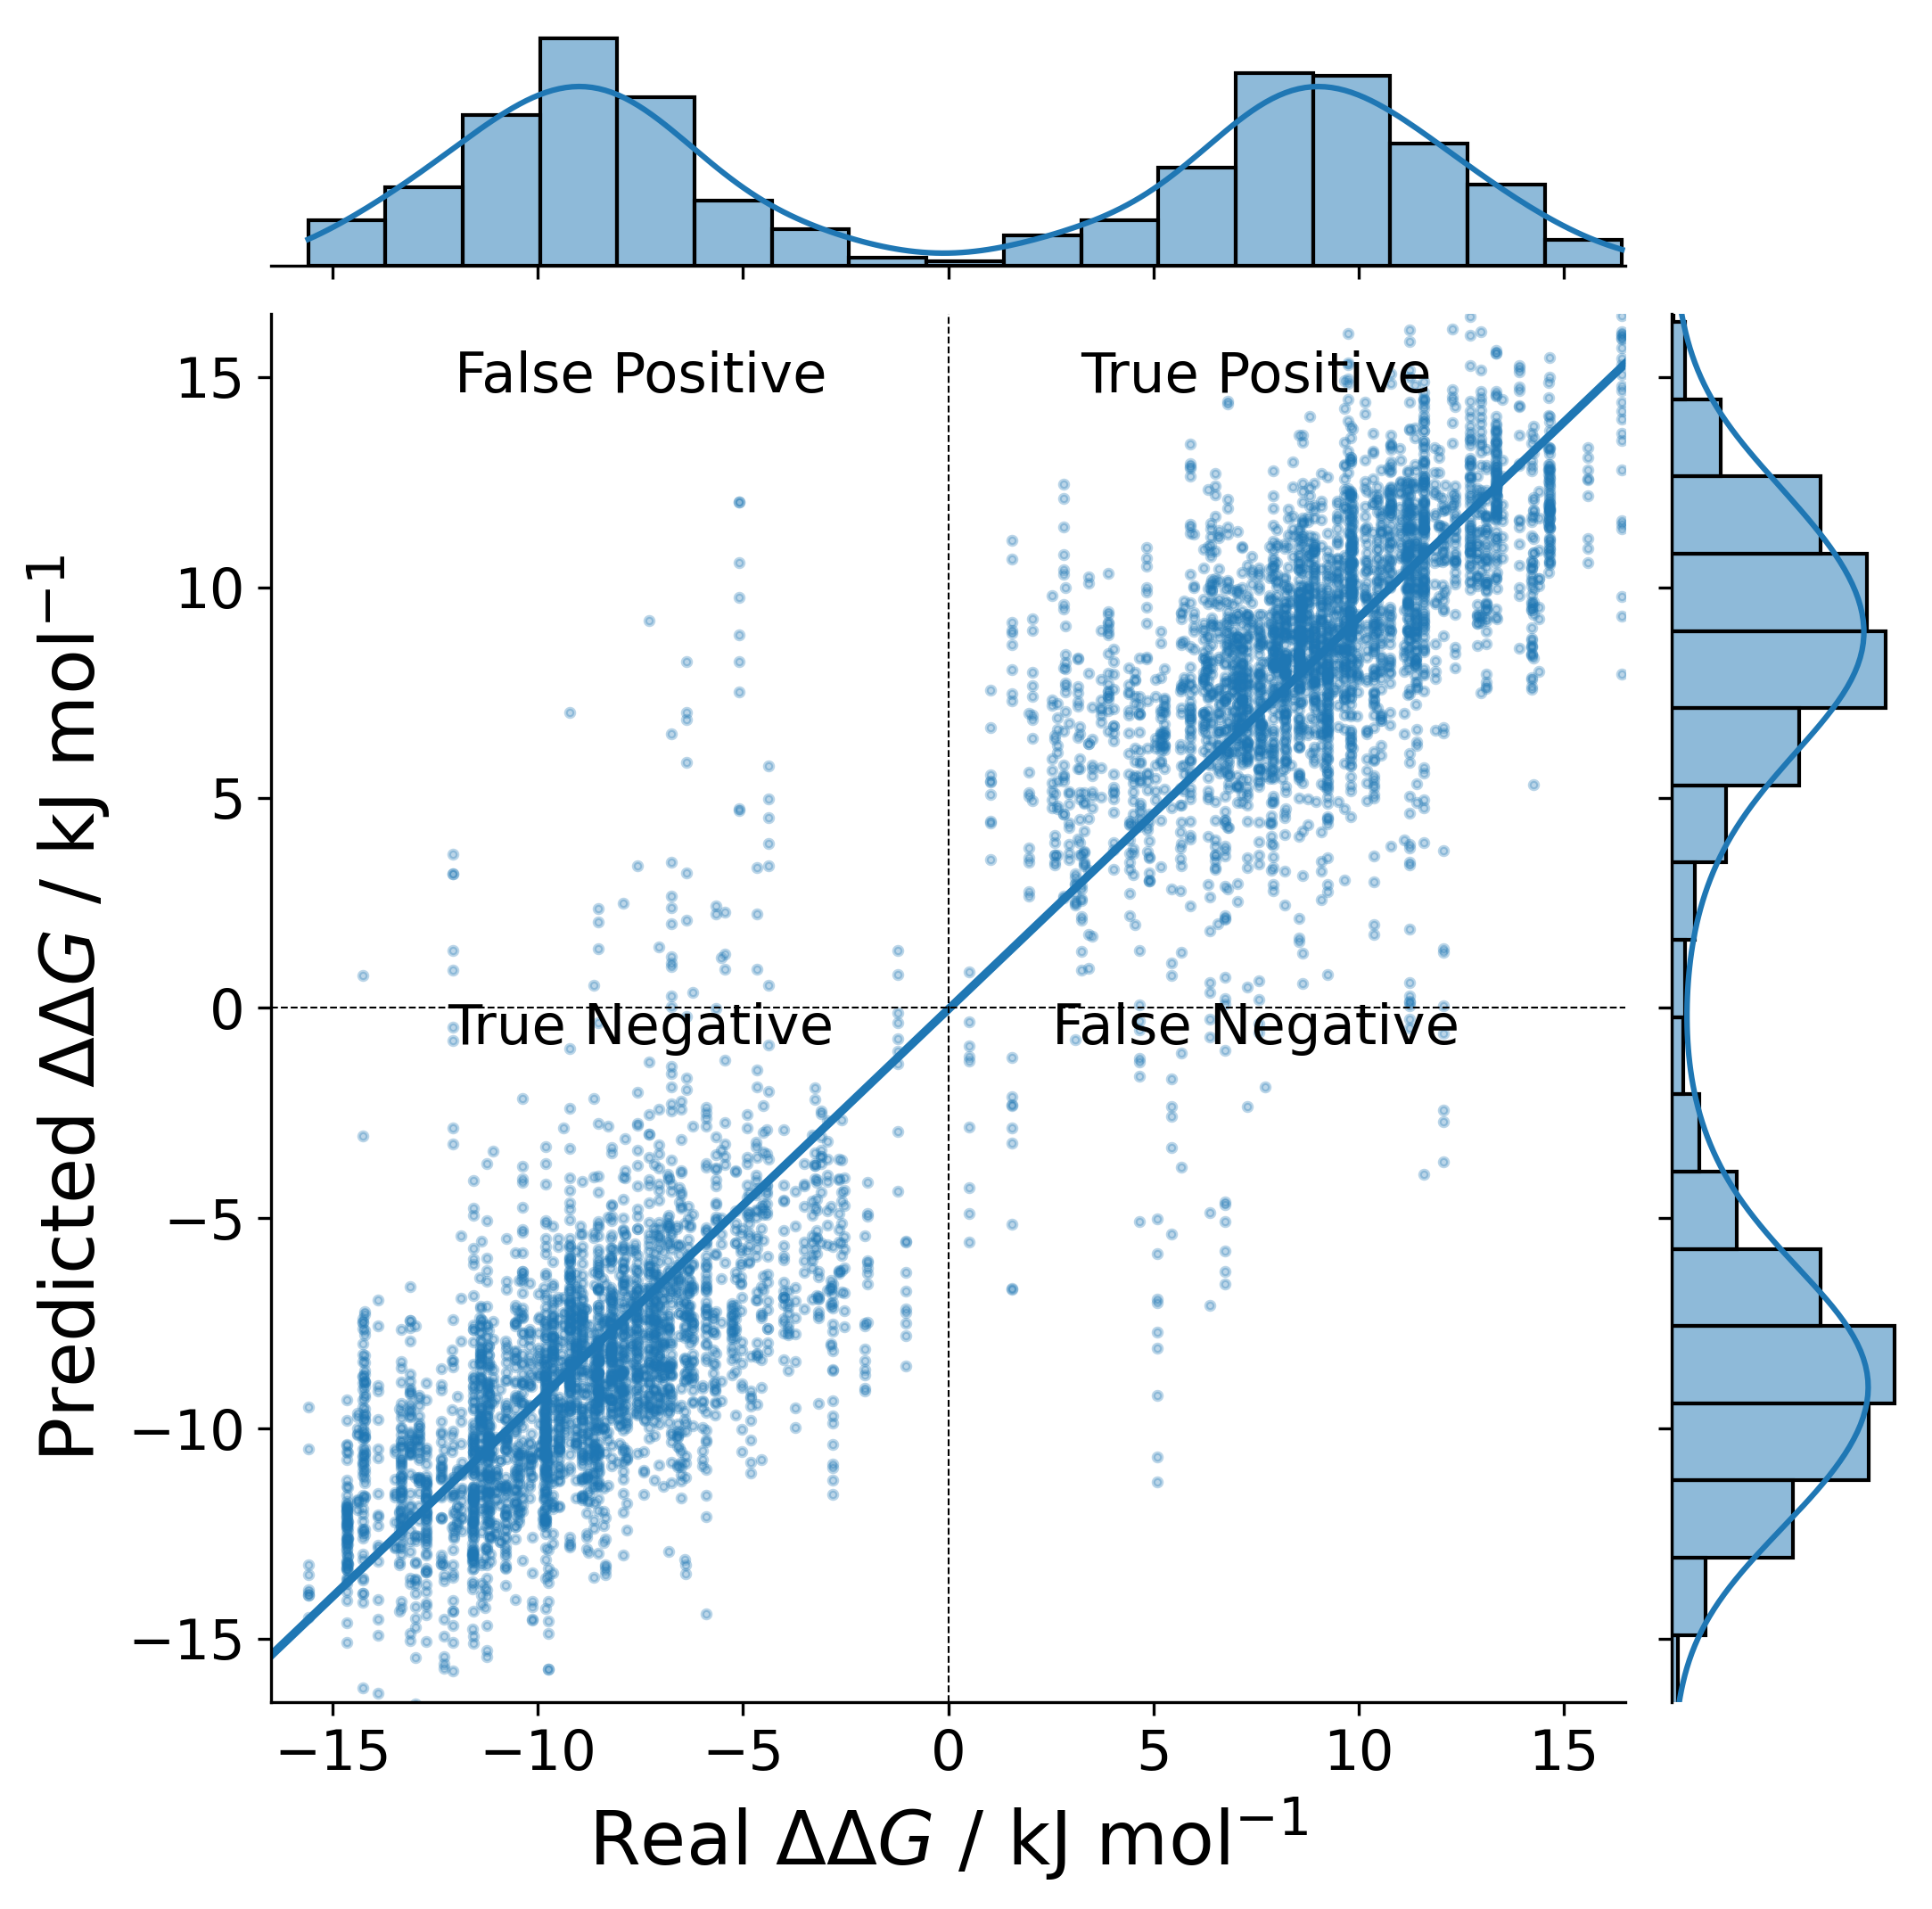 False Positive
True Positive
True Negative
False Negative
15
10
5
0
−5
−10
−15
Predicted ΔΔG / kJ mol⁻¹
−15
−10
−5
0
5
10
15
Real ΔΔG / kJ mol⁻¹